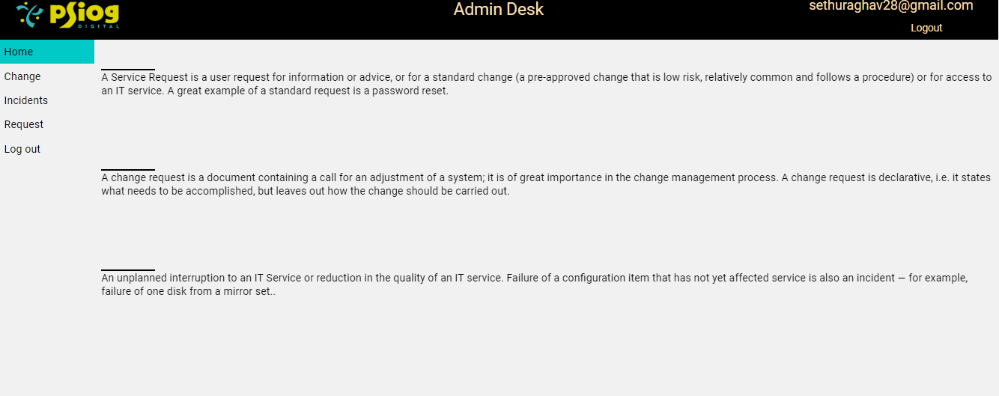 PSiog
DIGITAL
Admin Desk
sethuraghav28@gmail.com
Logout
Home
Change
Incidents
Request
Log out
A Service Request is a user request for information or advice, or for a standard change (a pre-approved change that is low risk, relatively common and follows a procedure) or for access to
an IT service. A great example of a standard request is a password reset.
A change request is a document containing a call for an adjustment of a system; it is of great importance in the change management process. A change request is declarative, i.e. it states
what needs to be accomplished, but leaves out how the change should be carried out.
An unplanned interruption to an IT Service or reduction in the quality of an IT service. Failure of a configuration item that has not yet affected service is also an incident — for example,
failure of one disk from a mirror set..